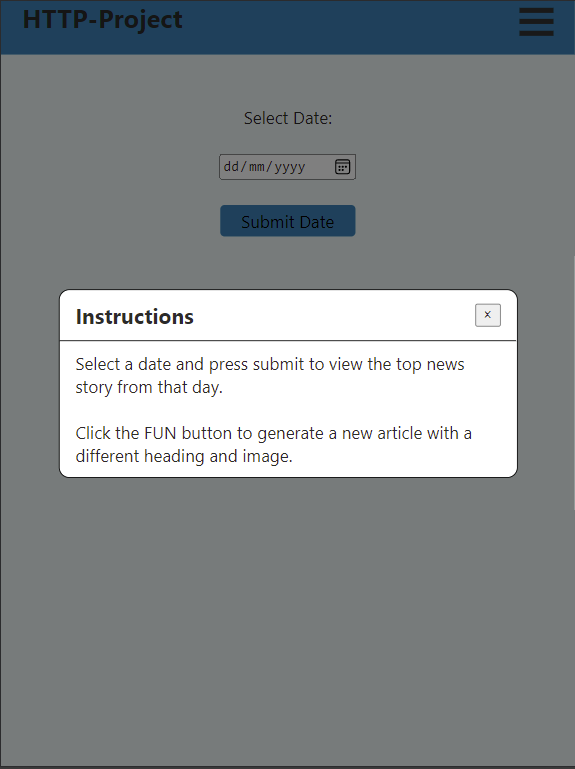 HTTP-Project
Select Date:
dd/mm/yyyy
Submit Date
Instructions
x
Select a date and press submit to view the top news
story from that day.
Click the FUN button to generate a new article with a
different heading and image.